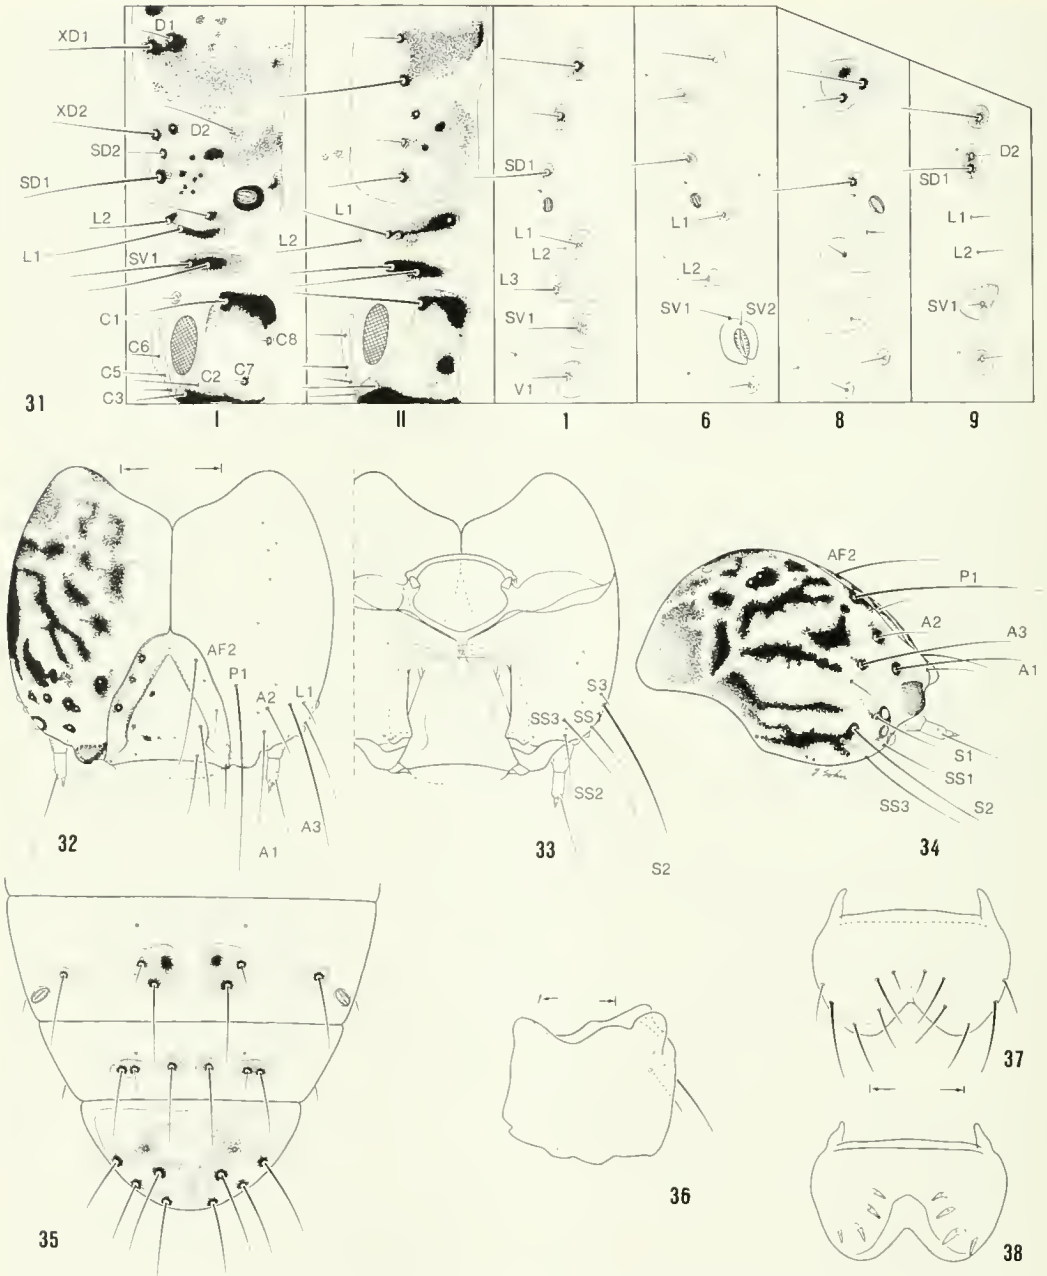 XD1
D1
XD2
D2
SD2
SD1
L2
L1
SV1
C1
C6
C8
C5
C2
C7
C3
L1
L2
SD1
L1
L2
L3
SV1
V1
L1
L2
SV1 SV2
D2
SD1
L1
L2
SV1
31
I II 1 6 8 9
AF2
P1
A2
L1
A3
A1
32
S3
SS3 SS1
SS2
S2
33
AF2
P1
A2
A3
A1
S1
SS1
S2
SS3
34
35
36
37
38